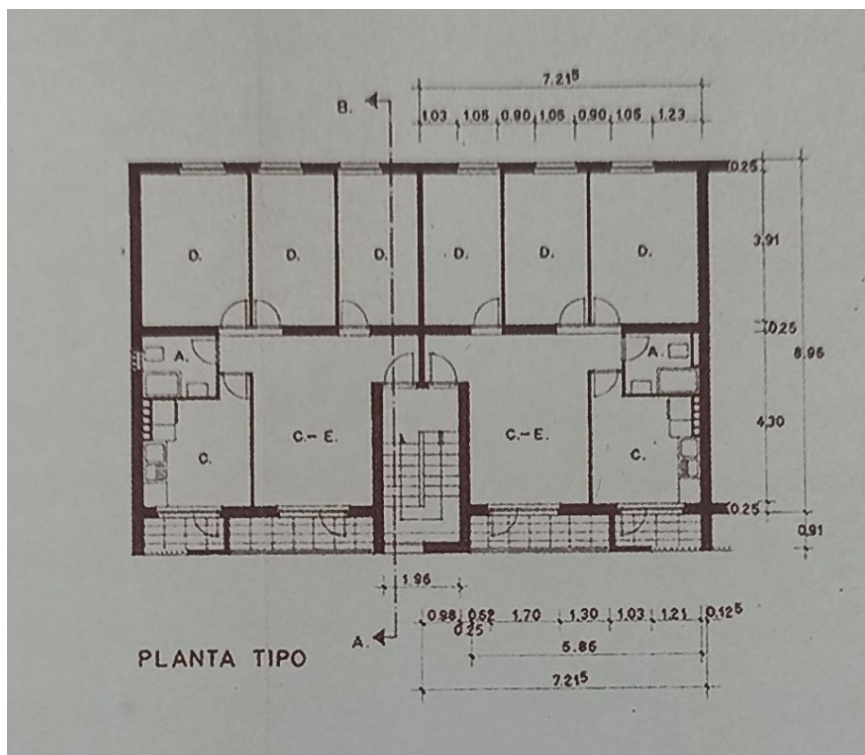 7.21⁵
B.
1.03 1.05 0.90 1.05 0.90 1.05 1.23
0.25
3.91
D. D. D. D. D. D.
0.25
A. A.
8.96
4.30
C.-E. C.-E.
C. C.
0.25
0.91
1.96
0.98 0.52 1.70 1.30 1.03 1.21 0.12⁵
0.25
A.
5.86
PLANTA TIPO
7.21⁵